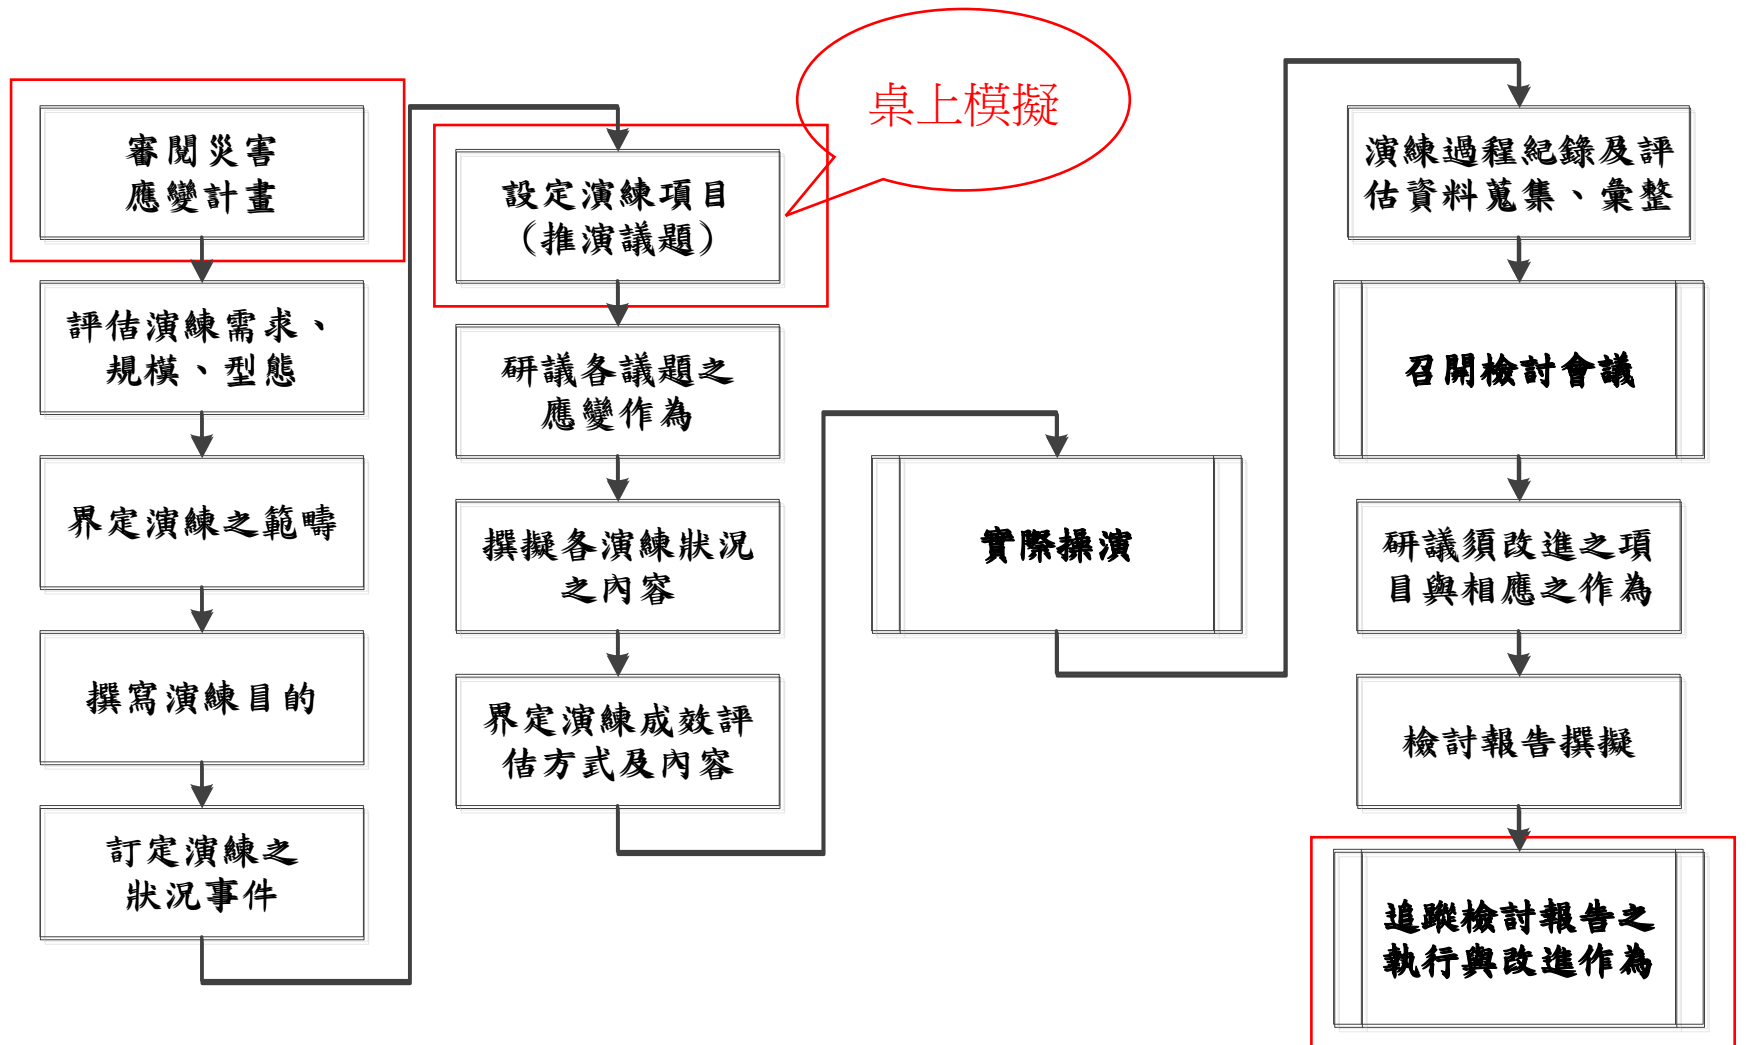 審閱災害
應變計畫
評估演練需求、
規模、型態
界定演練之範疇
撰寫演練目的
訂定演練之
狀況事件
桌上模擬
設定演練項目
（推演議題）
研議各議題之
應變作為
撰擬各演練狀況
之內容
界定演練成效評
估方式及內容
實際操演
演練過程紀錄及評
估資料蒐集、彙整
召開檢討會議
研議須改進之項
目與相應之作為
檢討報告撰擬
追蹤檢討報告之
執行與改進作為